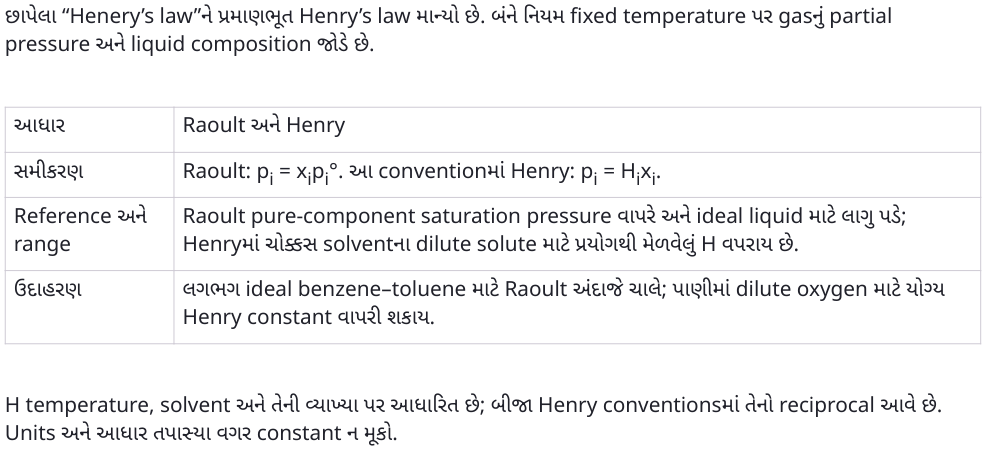 છાપેલા “Henery’s law”ને પ્રમાણભૂત Henry’s law માન્યો છે. બંને નિયમ fixed temperature પર gasનું partial
pressure અને liquid composition જોડે છે.
આધાર
Raoult અને Henry
સમીકરણ
Raoult: pᵢ = xᵢpᵢ°. આ conventionમાં Henry: pᵢ = Hᵢxᵢ.
Reference અને
range
Raoult pure-component saturation pressure વાપરે અને ideal liquid માટે લાગુ પડે;
Henryમાં ચોક્કસ solventના dilute solute માટે પ્રયોગથી મેળવેલું H વપરાય છે.
ઉદાહરણ
લગભગ ideal benzene–toluene માટે Raoult અંદાજે ચાલે; પાણીમાં dilute oxygen માટે યોગ્ય
Henry constant વાપરી શકાય.
H temperature, solvent અને તેની વ્યાખ્યા પર આધારિત છે; બીજા Henry conventionsમાં તેનો reciprocal આવે છે.
Units અને આધાર તપાસ્યા વગર constant ન મૂકો.